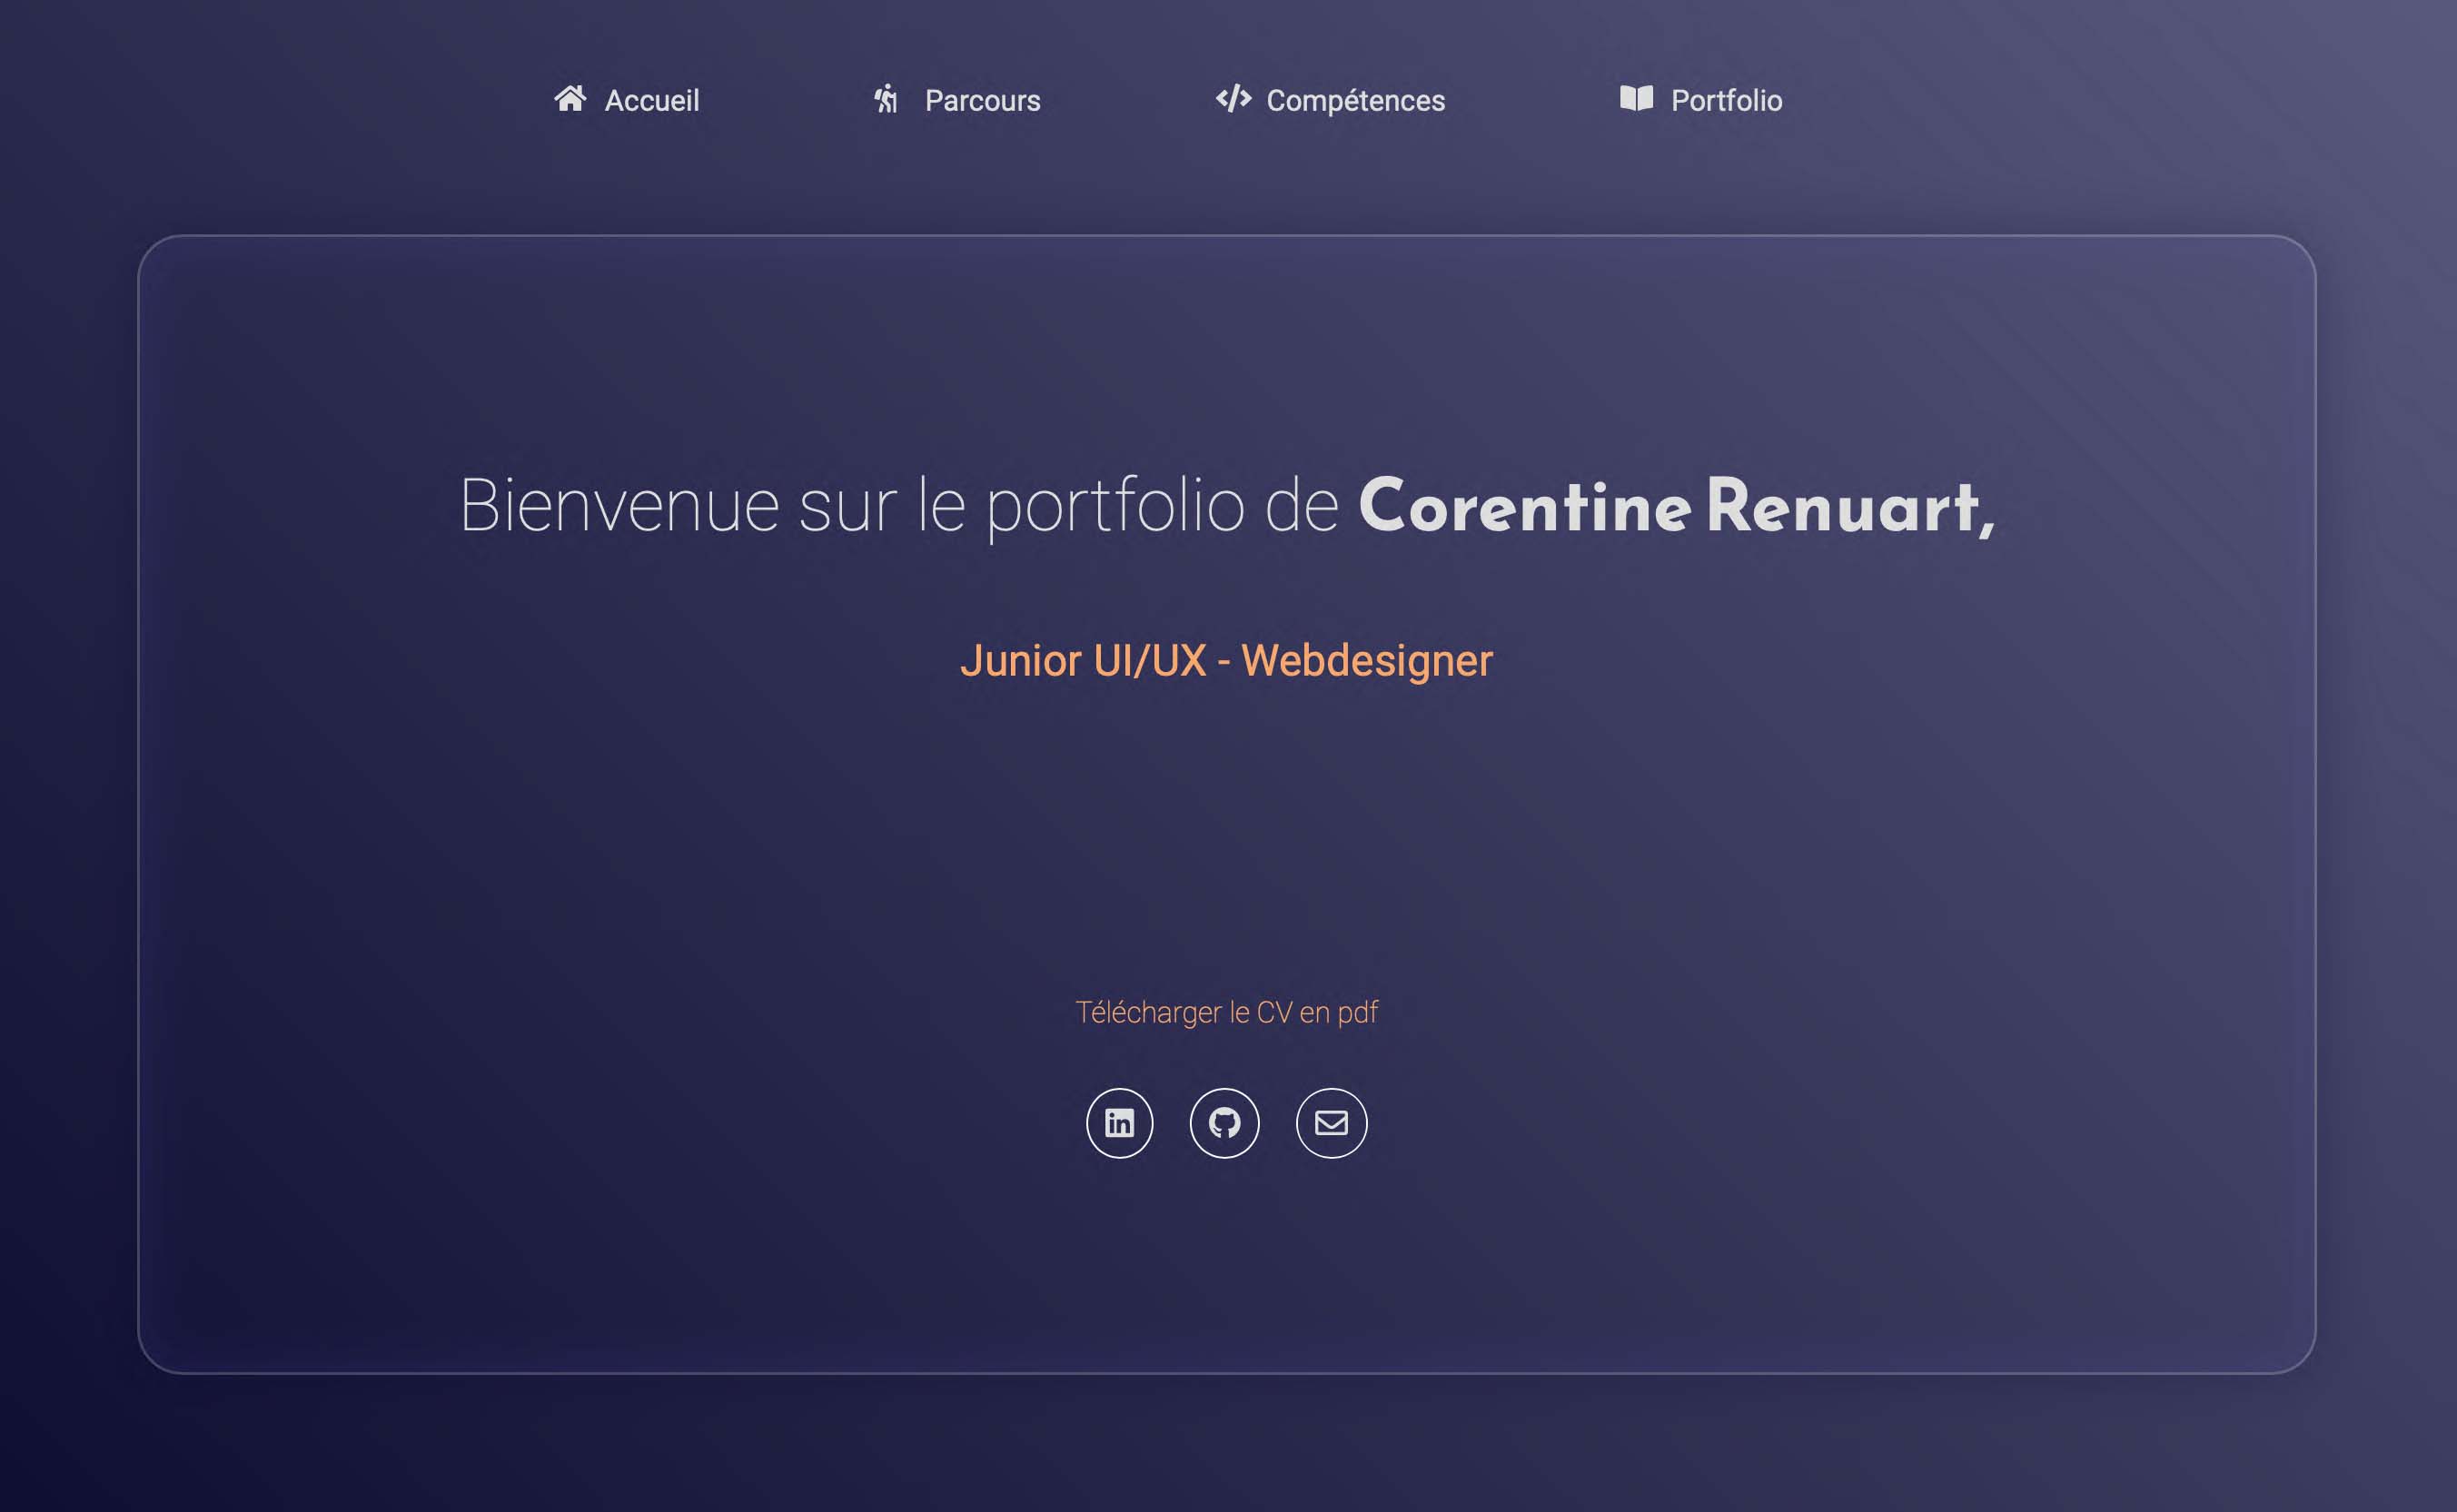 Accueil Parcours Compétences Portfolio
Bienvenue sur le portfolio de Corentine Renuart,
Junior UI/UX - Webdesigner
Télécharger le CV en pdf